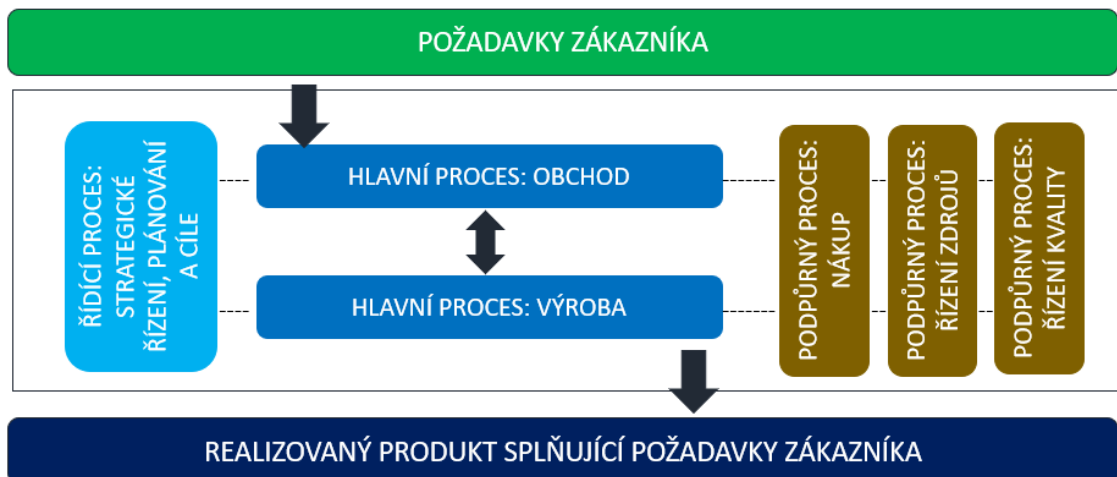 POŽADAVKY ZÁKAZNÍKA
ŘÍDÍCÍ PROCES:
STRATEGICKÉ
ŘÍZENÍ, PLÁNOVÁNÍ
A CÍLE
HLAVNÍ PROCES: OBCHOD
HLAVNÍ PROCES: VÝROBA
PODPŮRNÝ PROCES:
NÁKUP
PODPŮRNÝ PROCES:
ŘÍZENÍ ZDROJŮ
PODPŮRNÝ PROCES:
ŘÍZENÍ KVALITY
REALIZOVANÝ PRODUKT SPLŇUJÍCÍ POŽADAVKY ZÁKAZNÍKA